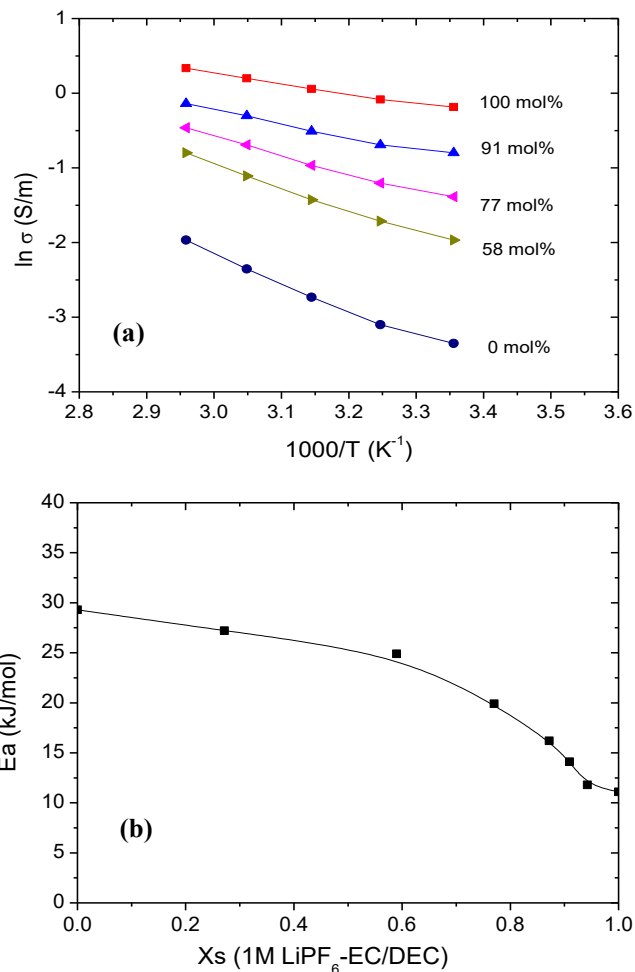 1
0
-1
-2
-3
-4
ln σ (S/m)
100 mol%
91 mol%
77 mol%
58 mol%
0 mol%
(a)
2.8 2.9 3.0 3.1 3.2 3.3 3.4 3.5 3.6
1000/T (K⁻¹)
40
35
30
25
20
15
10
5
0
Ea (kJ/mol)
(b)
0.0 0.2 0.4 0.6 0.8 1.0
Xs (1M LiPF₆-EC/DEC)